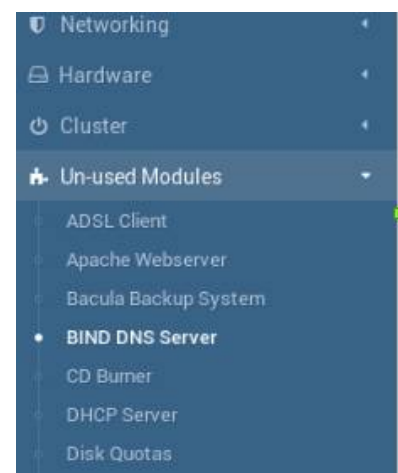 Networking
Hardware
Cluster
Un-used Modules
ADSL Client
Apache Webserver
Bacula Backup System
BIND DNS Server
CD Burner
DHCP Server
Disk Quotas